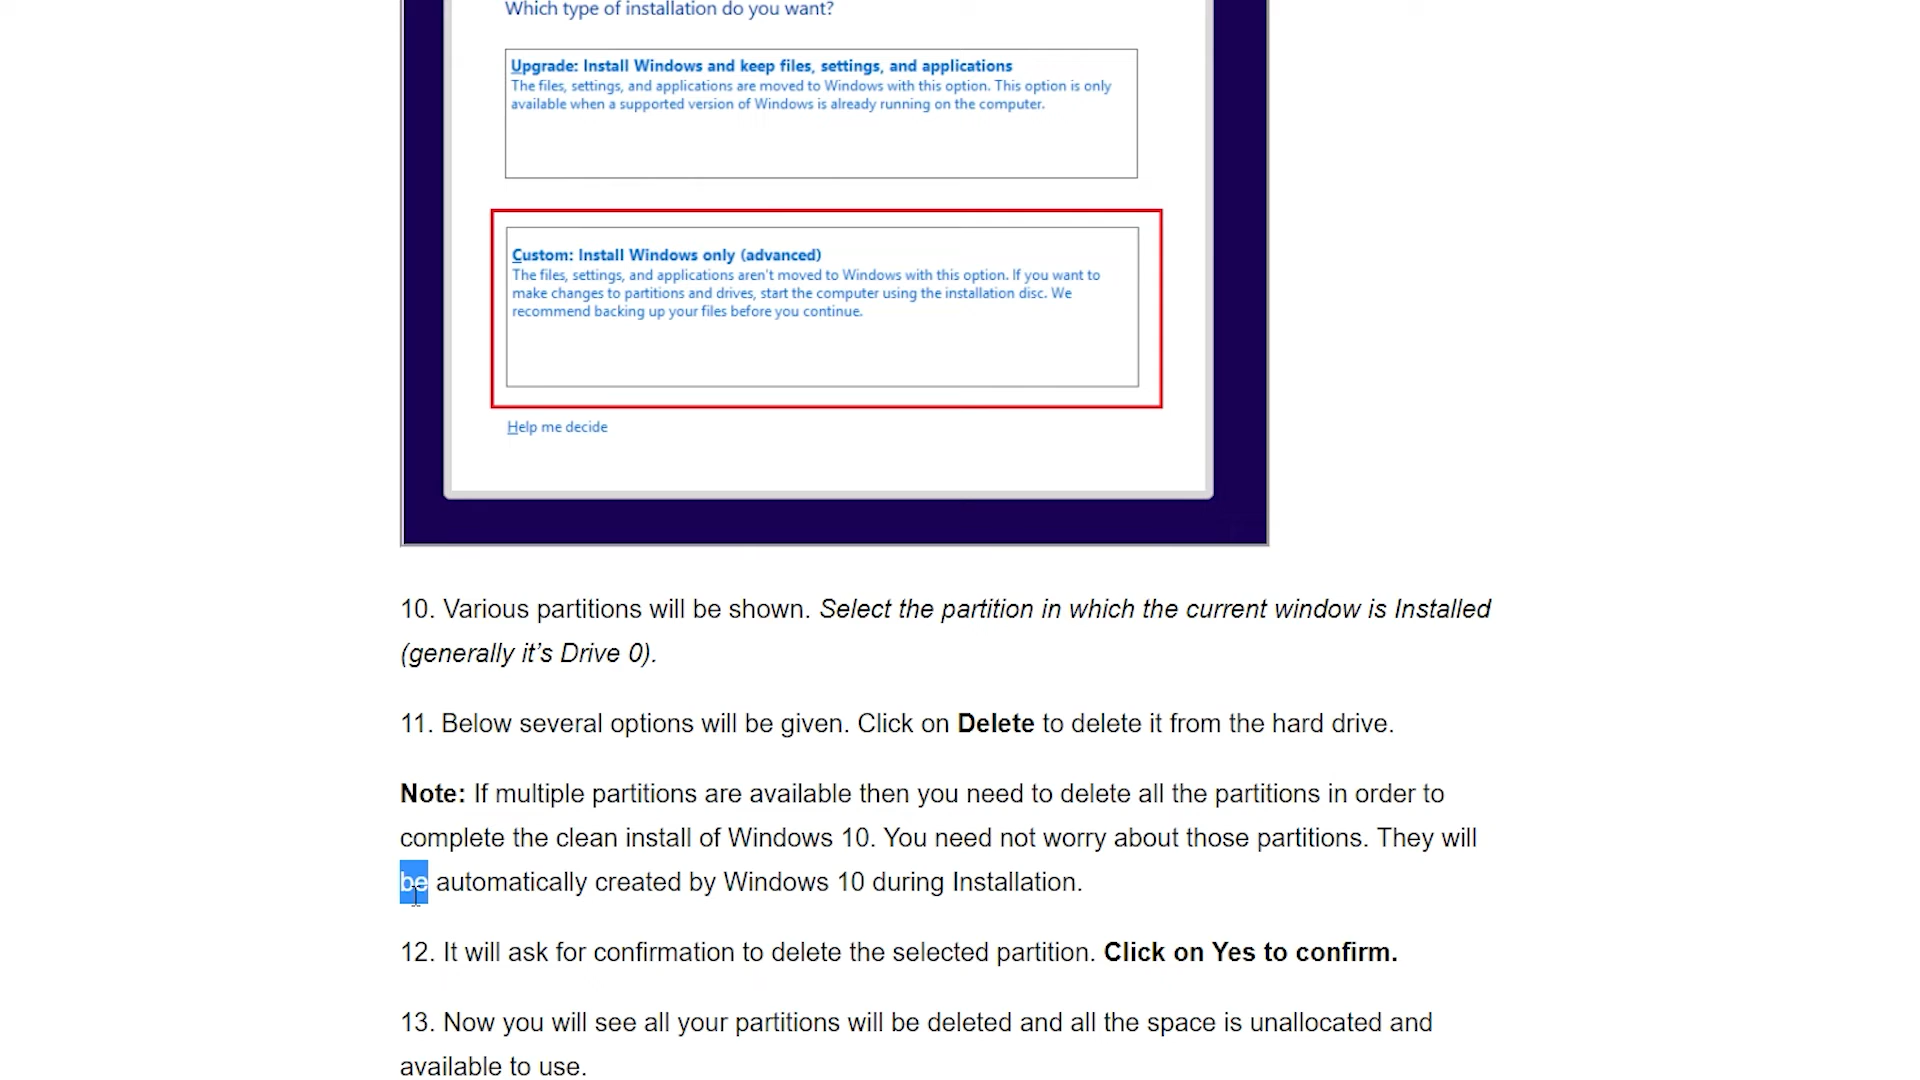 Which type of installation do you want?
Upgrade: Install Windows and keep files, settings, and applications
The files, settings, and applications are moved to Windows with this option. This option is only
available when a supported version of Windows is already running on the computer.
Custom: Install Windows only (advanced)
The files, settings, and applications aren't moved to Windows with this option. If you want to
make changes to partitions and drives, start the computer using the installation disc. We
recommend backing up your files before you continue.
Help me decide
10. Various partitions will be shown. Select the partition in which the current window is Installed
(generally it’s Drive 0).
11. Below several options will be given. Click on Delete to delete it from the hard drive.
Note: If multiple partitions are available then you need to delete all the partitions in order to
complete the clean install of Windows 10. You need not worry about those partitions. They will
be automatically created by Windows 10 during Installation.
12. It will ask for confirmation to delete the selected partition. Click on Yes to confirm.
13. Now you will see all your partitions will be deleted and all the space is unallocated and
available to use.